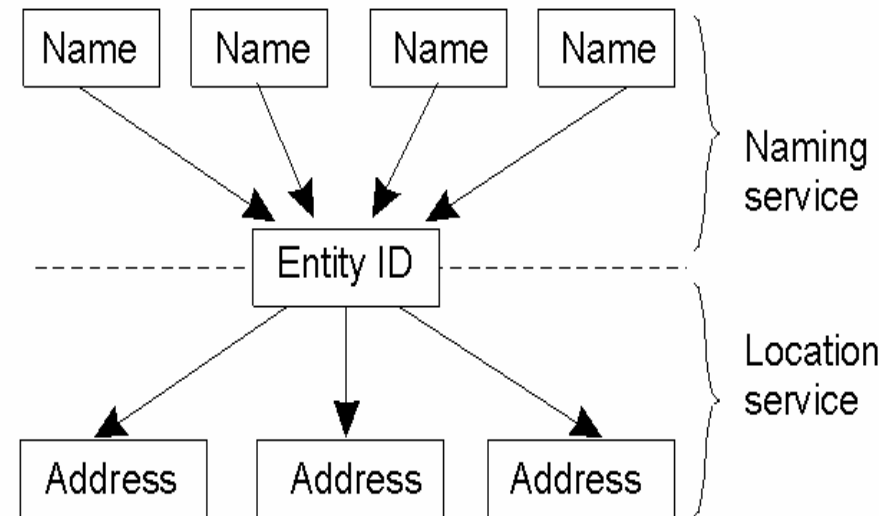 Name Name Name Name
Naming
service
Entity ID
Location
service
Address Address Address